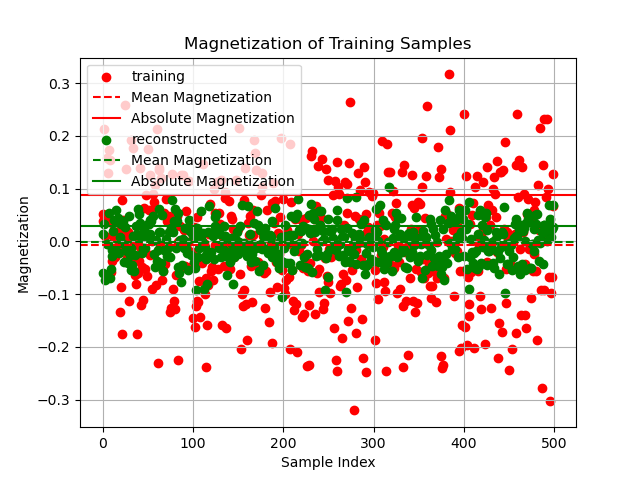 Magnetization of Training Samples
training
Mean Magnetization
Absolute Magnetization
reconstructed
Mean Magnetization
Absolute Magnetization
Magnetization
0.3
0.2
0.1
0.0
−0.1
−0.2
−0.3
0 100 200 300 400 500
Sample Index